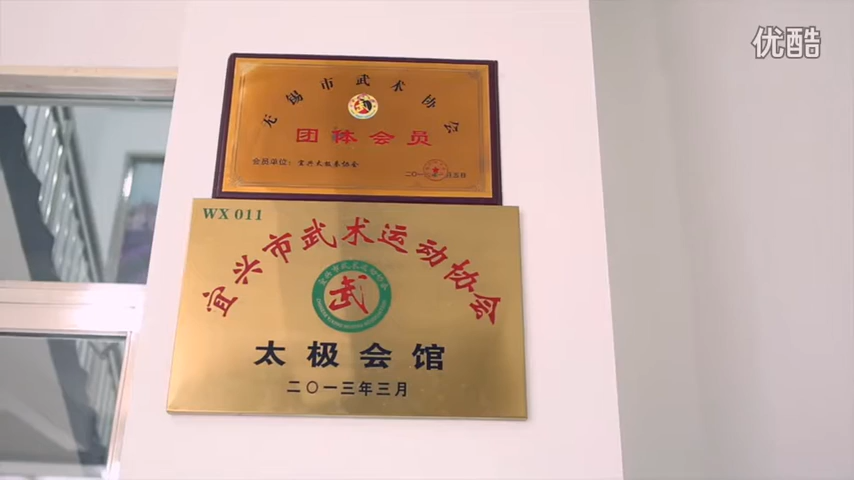 优酷
无锡市武术协会
团体会员
会员单位：宜兴太极拳协会
WX 011
宜兴市武术运动协会
武
太极会馆
二〇一三年三月